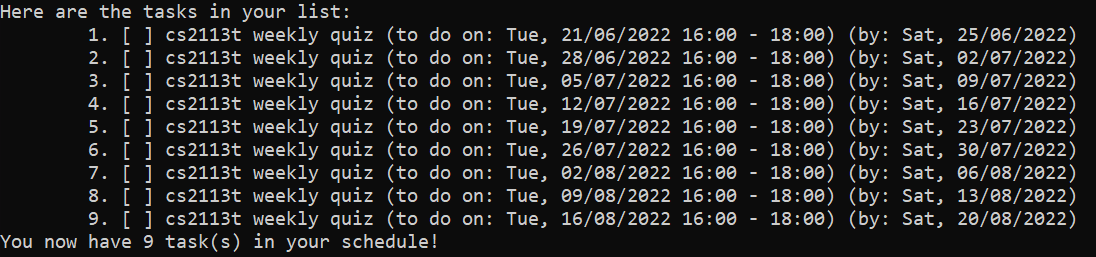 Here are the tasks in your list:
1. [ ] cs2113t weekly quiz (to do on: Tue, 21/06/2022 16:00 - 18:00) (by: Sat, 25/06/2022)
2. [ ] cs2113t weekly quiz (to do on: Tue, 28/06/2022 16:00 - 18:00) (by: Sat, 02/07/2022)
3. [ ] cs2113t weekly quiz (to do on: Tue, 05/07/2022 16:00 - 18:00) (by: Sat, 09/07/2022)
4. [ ] cs2113t weekly quiz (to do on: Tue, 12/07/2022 16:00 - 18:00) (by: Sat, 16/07/2022)
5. [ ] cs2113t weekly quiz (to do on: Tue, 19/07/2022 16:00 - 18:00) (by: Sat, 23/07/2022)
6. [ ] cs2113t weekly quiz (to do on: Tue, 26/07/2022 16:00 - 18:00) (by: Sat, 30/07/2022)
7. [ ] cs2113t weekly quiz (to do on: Tue, 02/08/2022 16:00 - 18:00) (by: Sat, 06/08/2022)
8. [ ] cs2113t weekly quiz (to do on: Tue, 09/08/2022 16:00 - 18:00) (by: Sat, 13/08/2022)
9. [ ] cs2113t weekly quiz (to do on: Tue, 16/08/2022 16:00 - 18:00) (by: Sat, 20/08/2022)
You now have 9 task(s) in your schedule!